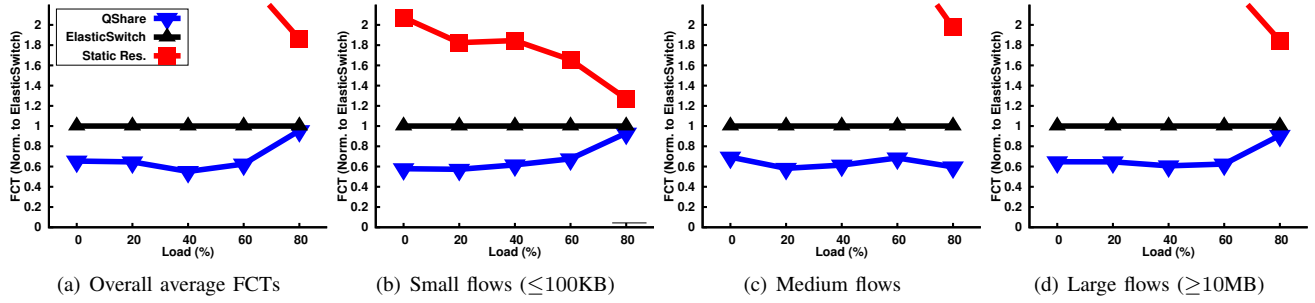 FCT (Norm. to ElasticSwitch)
2
1.8
1.6
1.4
1.2
1
0.8
0.6
0.4
0.2
0
QShare
ElasticSwitch
Static Res.
0 20 40 60 80
Load (%)
(a) Overall average FCTs
FCT (Norm. to ElasticSwitch)
2
1.8
1.6
1.4
1.2
1
0.8
0.6
0.4
0.2
0
0 20 40 60 80
Load (%)
(b) Small flows (≤100KB)
FCT (Norm. to ElasticSwitch)
2
1.8
1.6
1.4
1.2
1
0.8
0.6
0.4
0.2
0
0 20 40 60 80
Load (%)
(c) Medium flows
FCT (Norm. to ElasticSwitch)
2
1.8
1.6
1.4
1.2
1
0.8
0.6
0.4
0.2
0
0 20 40 60 80
Load (%)
(d) Large flows (≥10MB)